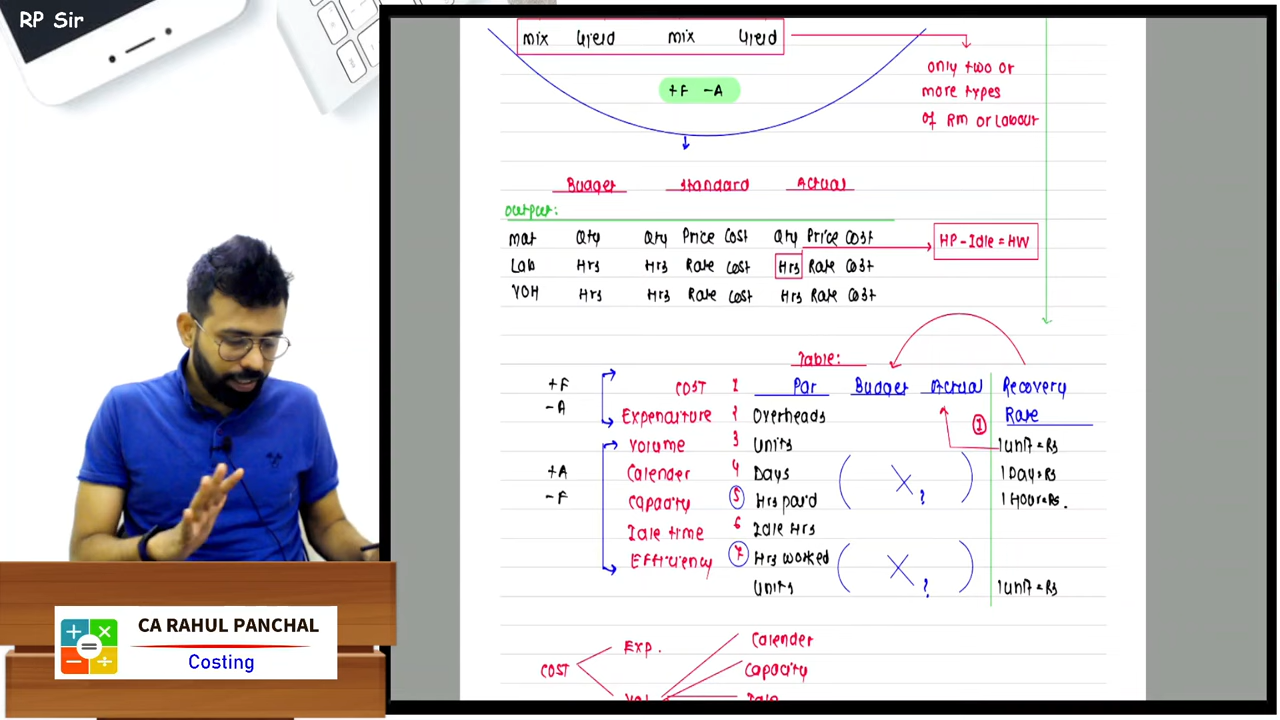 RP Sir
mix Yield mix Yield
only two or
more types
of Rm or Labour
+F -A
Budget Standard Actual
output:
mat Qty Qty Price Cost Qty Price Cost
HP-Idle = HW
Lab Hrs Hrs Rate Cost Hrs Rate Cost
VOH Hrs Hrs Rate Cost Hrs Rate Cost
Table:
+F COST 1 Par Budget Actual Recovery
-A Expenditure 2 Overheads Rate
1
Volume 3 Units 1 unit = Rs
+A Calender 4 Days X ? 1 Day = Rs
-F Capacity 5 Hrs paid 1 Hour = Rs.
Idle time 6 Idle Hrs
Efficiency 7 Hrs worked X ?
Units 1 unit = Rs
CA RAHUL PANCHAL
Costing
Exp. Calender
COST Capacity
Vol Idle